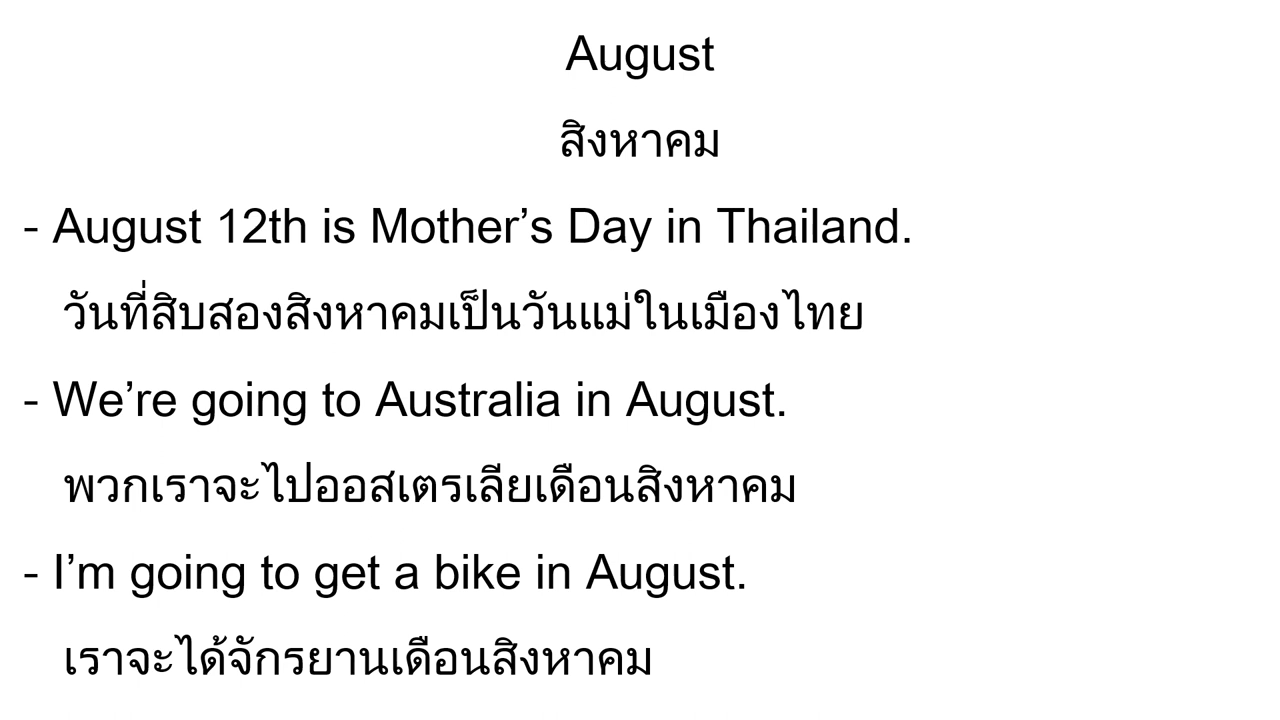 August
สิงหาคม
- August 12th is Mother’s Day in Thailand.
วันที่สิบสองสิงหาคมเป็นวันแม่ในเมืองไทย
- We’re going to Australia in August.
พวกเราจะไปออสเตรเลียเดือนสิงหาคม
- I’m going to get a bike in August.
เราจะได้จักรยานเดือนสิงหาคม